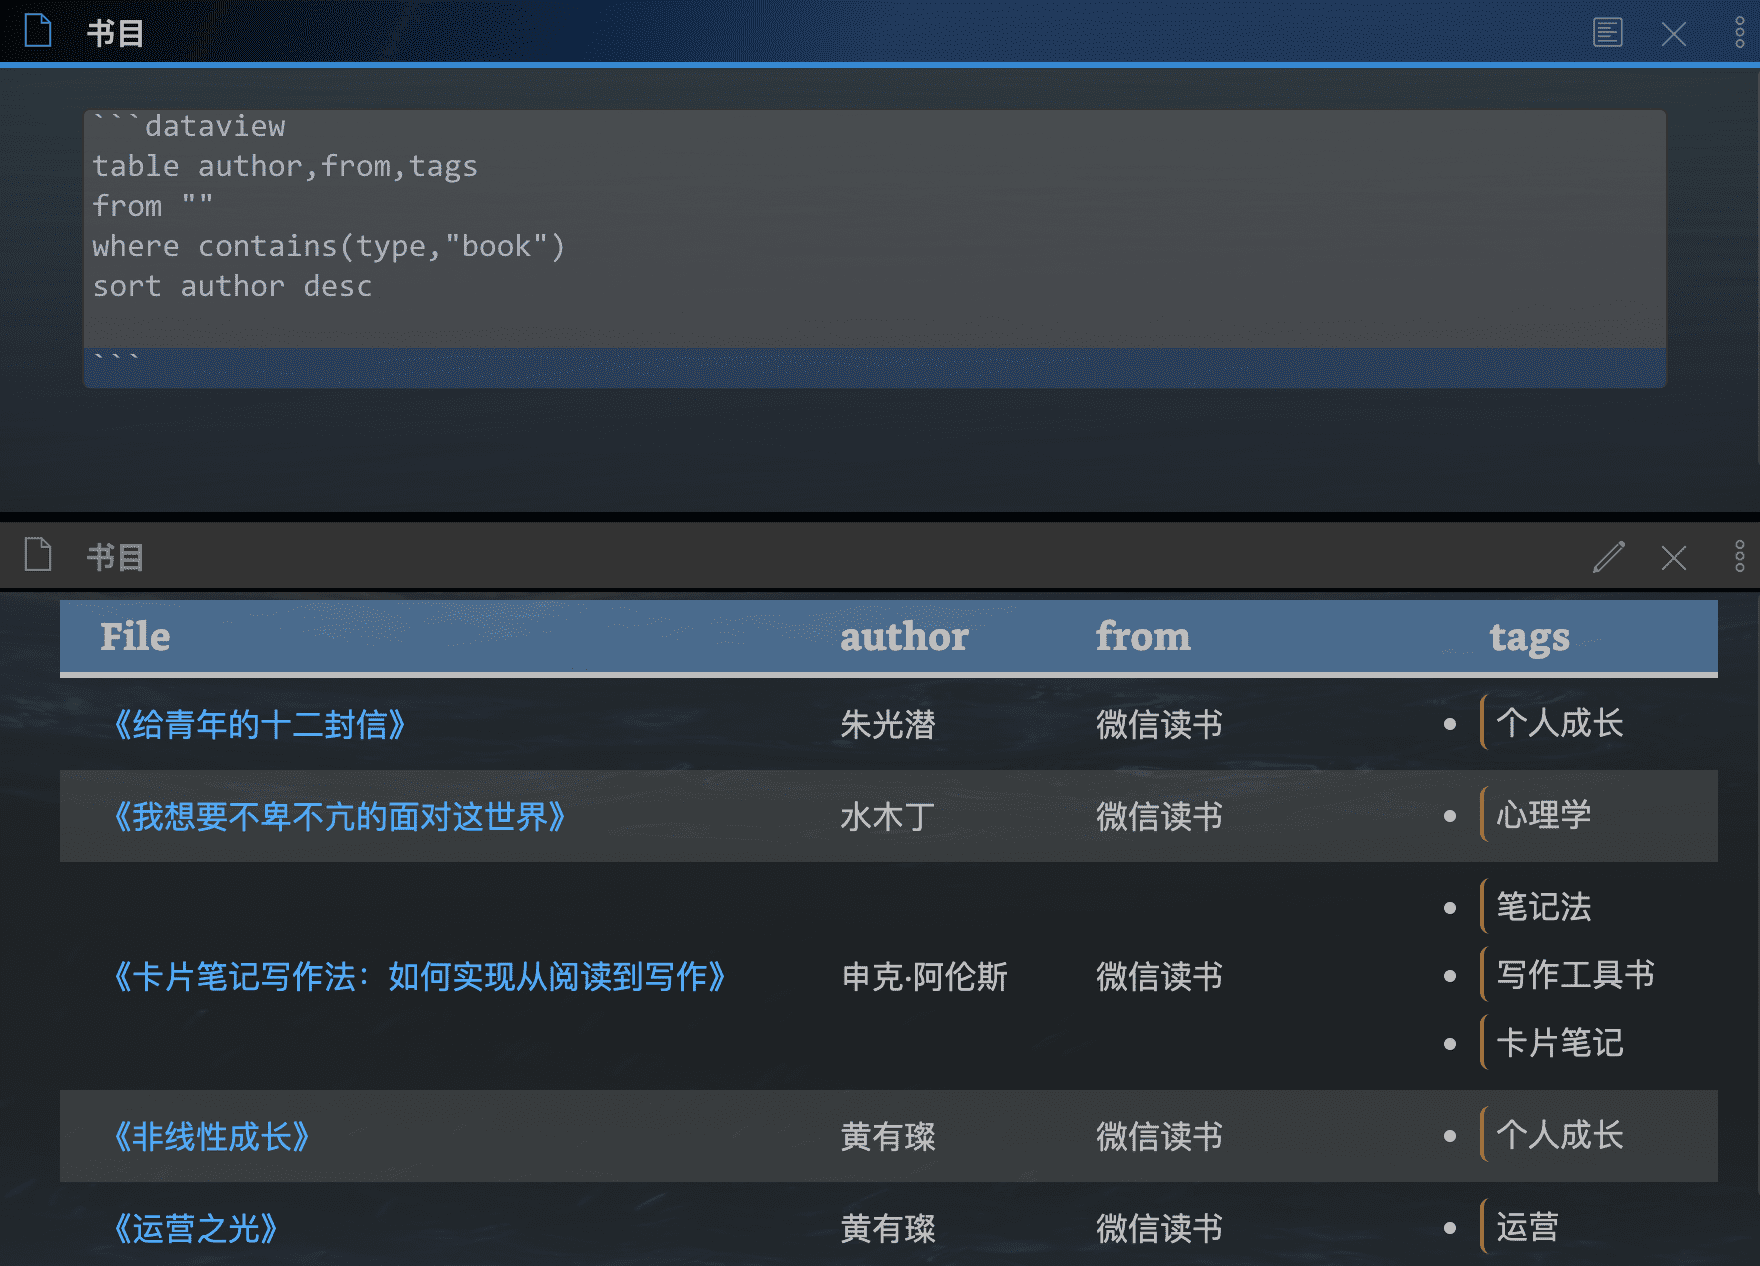 书目
```dataview
table author,from,tags
from ""
where contains(type,"book")
sort author desc
```
书目
File author from tags
《给青年的十二封信》 朱光潜 微信读书 • 个人成长
《我想要不卑不亢的面对这世界》 水木丁 微信读书 • 心理学
• 笔记法
《卡片笔记写作法：如何实现从阅读到写作》 申克·阿伦斯 微信读书 • 写作工具书
• 卡片笔记
《非线性成长》 黄有璨 微信读书 • 个人成长
《运营之光》 黄有璨 微信读书 • 运营